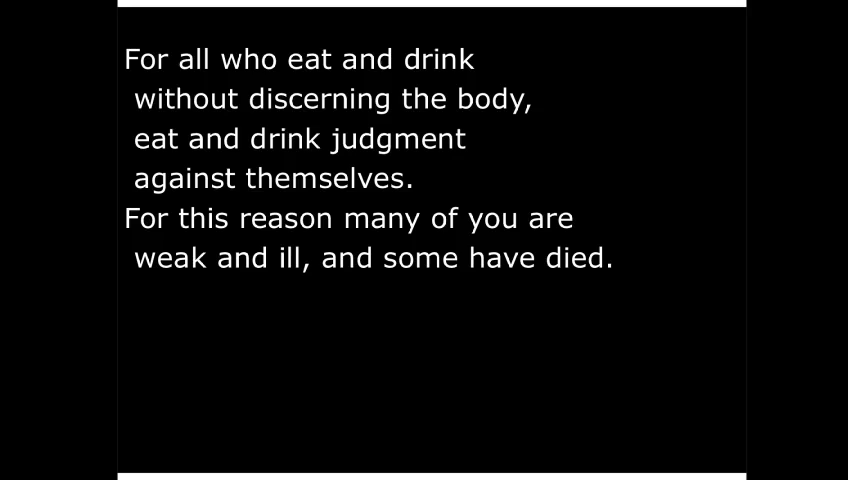 For all who eat and drink
without discerning the body,
eat and drink judgment
against themselves.
For this reason many of you are
weak and ill, and some have died.